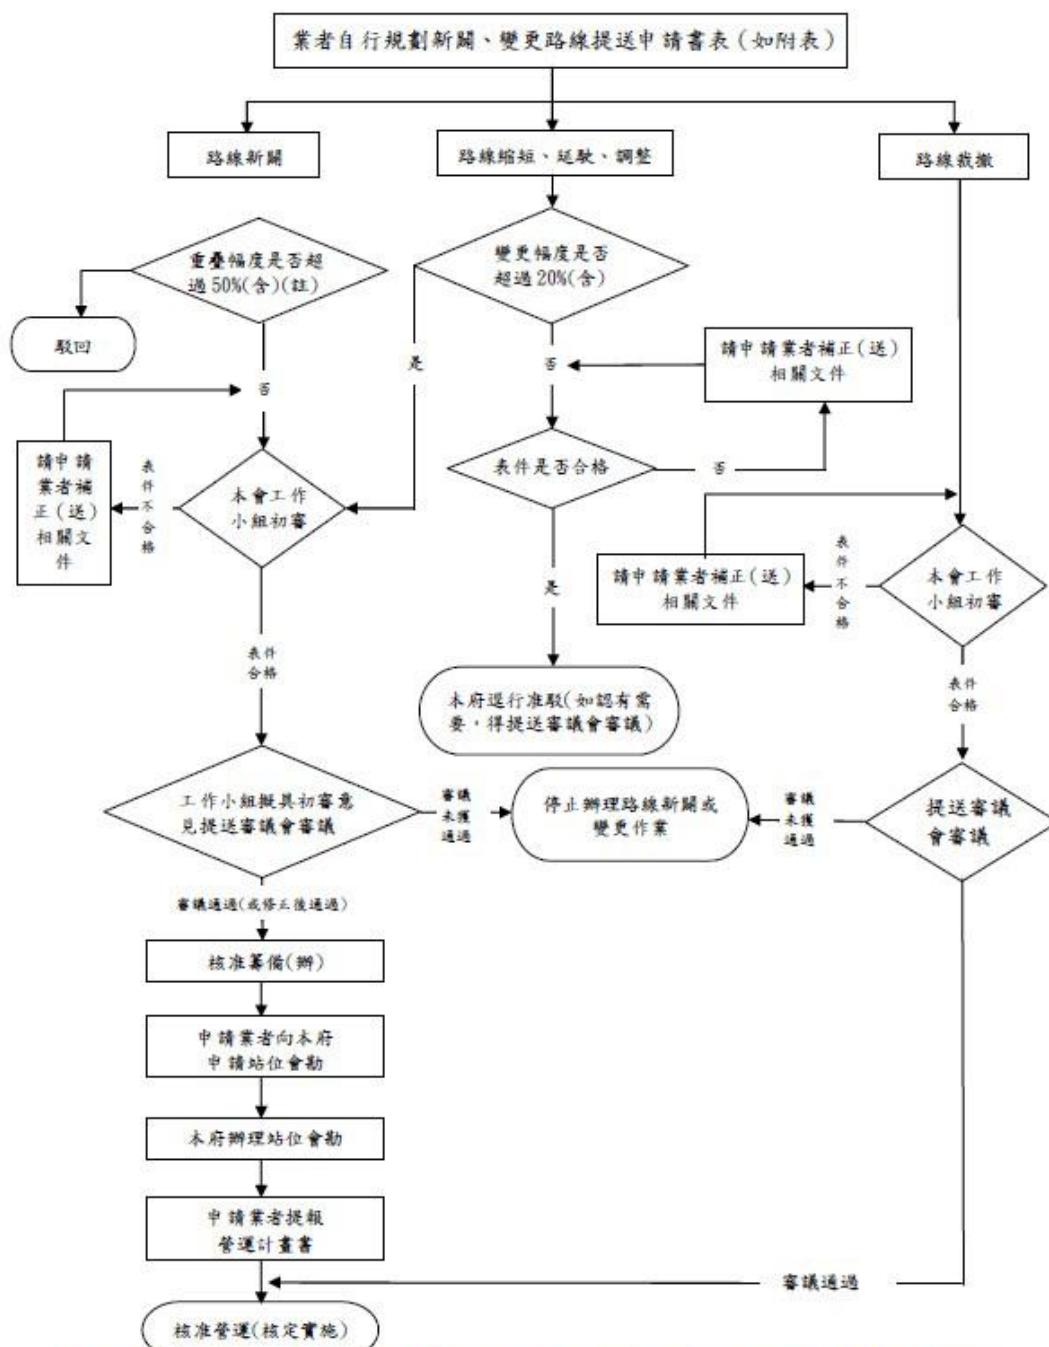 業者自行規劃新闢、變更路線提送申請書表(如附表)
路線新闢
路線縮短、延駛、調整
路線裁撤
重疊幅度是否超
過50%(含)(註)
變更幅度是否
超過20%(含)
駁回
否
是
否
請申請業者補正(送)
相關文件
請申請
業者補
正(送)
相關文
件
表
件
不
合
格
本會工作
小組初審
表件是否合格
否
是
請申請業者補正(送)
相關文件
表
件
不
合
格
本會工作
小組初審
表件
合格
表件
合格
本府逕行准駁(如認有需
要,得提送審議會審議)
工作小組擬具初審意
見提送審議會審議
審議
未獲
通過
停止辦理路線新闢或
變更作業
審議
未獲
通過
提送審議
會審議
審議通過(或修正後通過)
核准籌備(辦)
申請業者向本府
申請站位會勘
本府辦理站位會勘
申請業者提報
營運計畫書
審議通過
核准營運(核定實施)